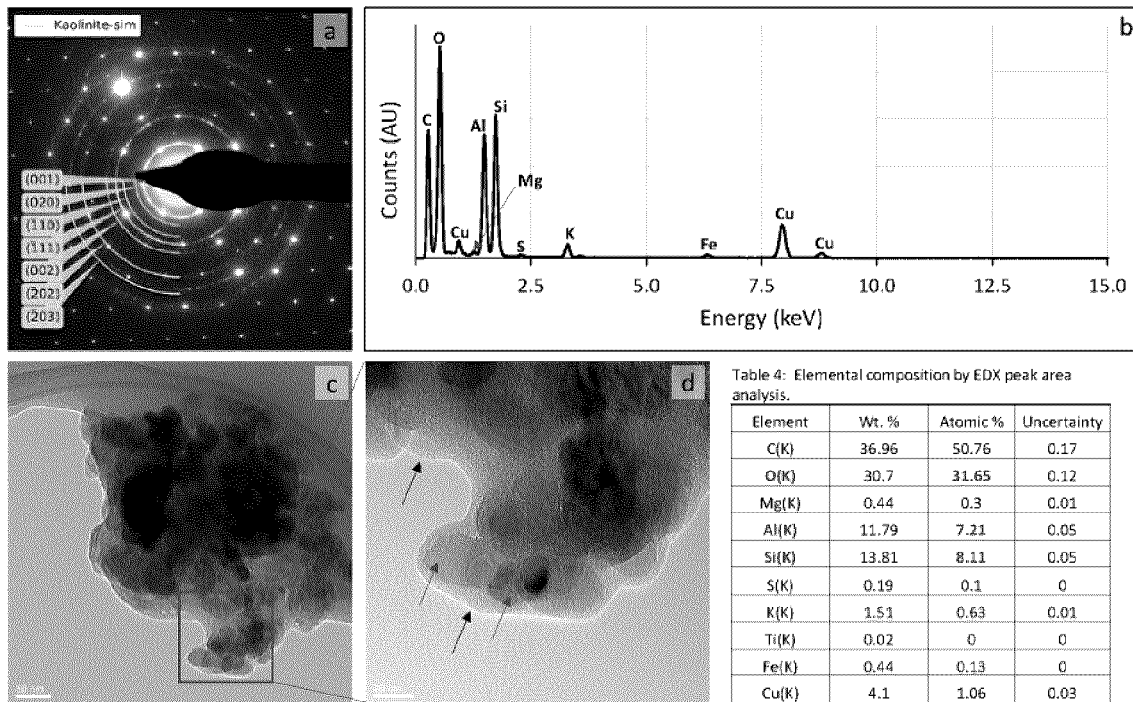 Kaolinite-sim
a
(001)
(020)
(1̄10)
(1̄11)
(002)
(202)
(203)
b
Counts (AU)
C
O
Cu
Al
Si
Mg
S
K
Fe
Cu
Cu
0.0 2.5 5.0 7.5 10.0 12.5 15.0
Energy (keV)
c
d
Table 4: Elemental composition by EDX peak area
analysis.
Element Wt. % Atomic % Uncertainty
C(K) 36.96 50.76 0.17
O(K) 30.7 31.65 0.12
Mg(K) 0.44 0.3 0.01
Al(K) 11.79 7.21 0.05
Si(K) 13.81 8.11 0.05
S(K) 0.19 0.1 0
K(K) 1.51 0.63 0.01
Ti(K) 0.02 0 0
Fe(K) 0.44 0.13 0
Cu(K) 4.1 1.06 0.03